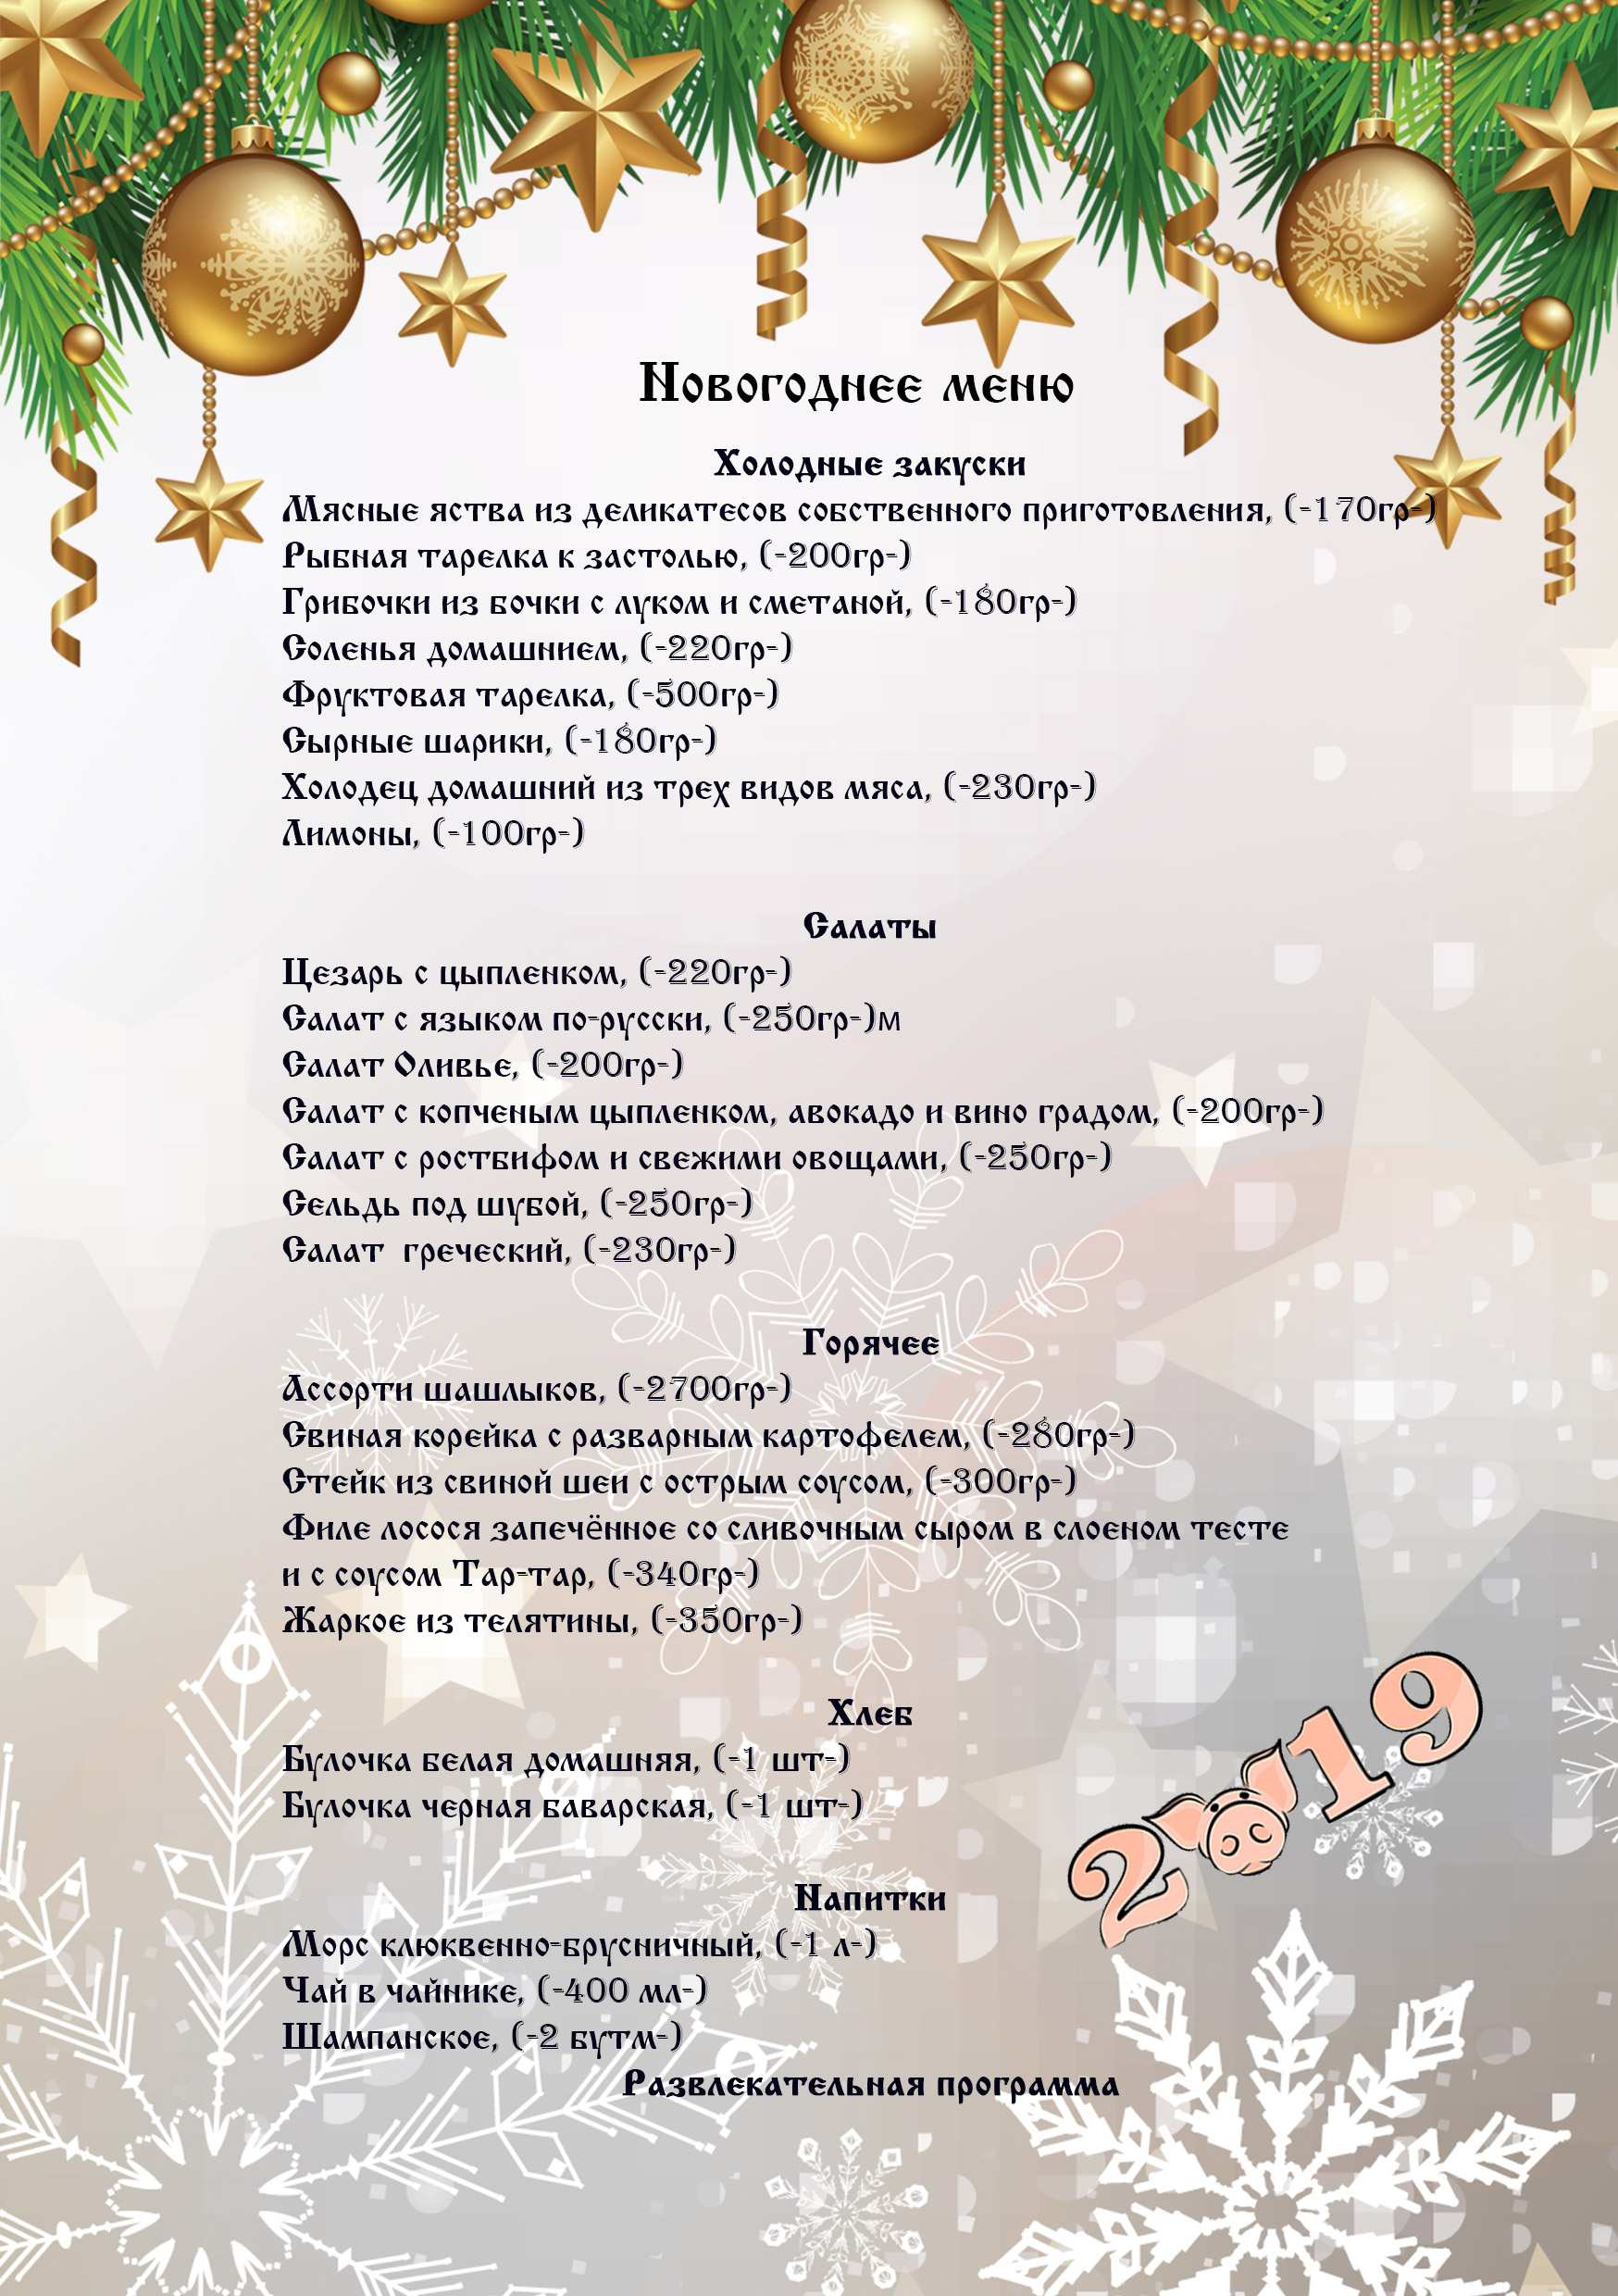 Новогоднее меню
Холодные закуски
Мясные яства из деликатесов собственного приготовления, (-170гр-)
Рыбная тарелка к застолью, (-200гр-)
Грибочки из бочки с луком и сметаной, (-180гр-)
Соленья домашнием, (-220гр-)
Фруктовая тарелка, (-500гр-)
Сырные шарики, (-180гр-)
Холодец домашний из трех видов мяса, (-230гр-)
Лимоны, (-100гр-)
Салаты
Цезарь с цыпленком, (-220гр-)
Салат с языком по-русски, (-250гр-)м
Салат Оливье, (-200гр-)
Салат с копченым цыпленком, авокадо и вино градом, (-200гр-)
Салат с ростбифом и свежими овощами, (-250гр-)
Сельдь под шубой, (-250гр-)
Салат  греческий, (-230гр-)
Горячее
Ассорти шашлыков, (-2700гр-)
Свиная корейка с разварным картофелем, (-280гр-)
Стейк из свиной шеи с острым соусом, (-300гр-)
Филе лосося запечённое со сливочным сыром в слоеном тесте
и с соусом Тар-тар, (-340гр-)
Жаркое из телятины, (-350гр-)
Хлеб
Булочка белая домашняя, (-1 шт-)
Булочка черная баварская, (-1 шт-)
2019
Напитки
Морс клюквенно-брусничный, (-1 л-)
Чай в чайнике, (-400 мл-)
Шампанское, (-2 бутм-)
Развлекательная программа